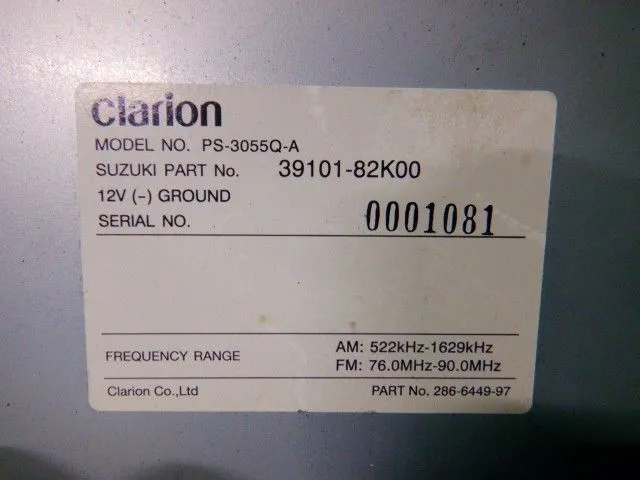 clarion
MODEL NO. PS-3055Q-A
SUZUKI PART No. 39101-82K00
12V (-) GROUND
SERIAL NO. 0001081
FREQUENCY RANGE
AM: 522kHz-1629kHz
FM: 76.0MHz-90.0MHz
Clarion Co.,Ltd
PART No. 286-6449-97